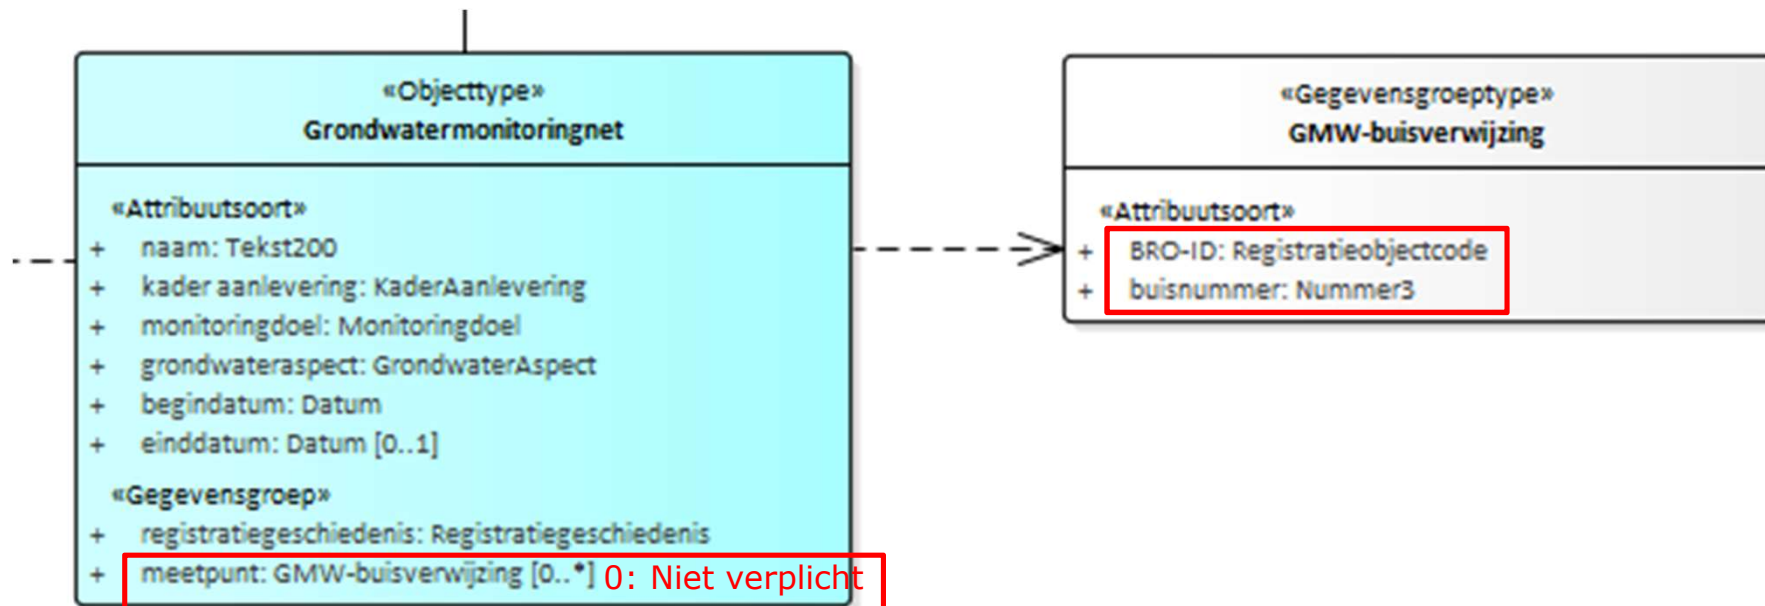 «Objecttype»
Grondwatermonitoringnet
«Attribuutsoort»
+ naam: Tekst200
+ kader aanlevering: KaderAanlevering
+ monitoringdoel: Monitoringdoel
+ grondwateraspect: GrondwaterAspect
+ begindatum: Datum
+ einddatum: Datum [0..1]
«Gegevensgroep»
+ registratiegeschiedenis: Registratiegeschiedenis
+ meetpunt: GMW-buisverwijzing [0..*] 0: Niet verplicht
«Gegevensgroeptype»
GMW-buisverwijzing
«Attribuutsoort»
+ BRO-ID: Registratieobjectcode
+ buisnummer: Nummer3